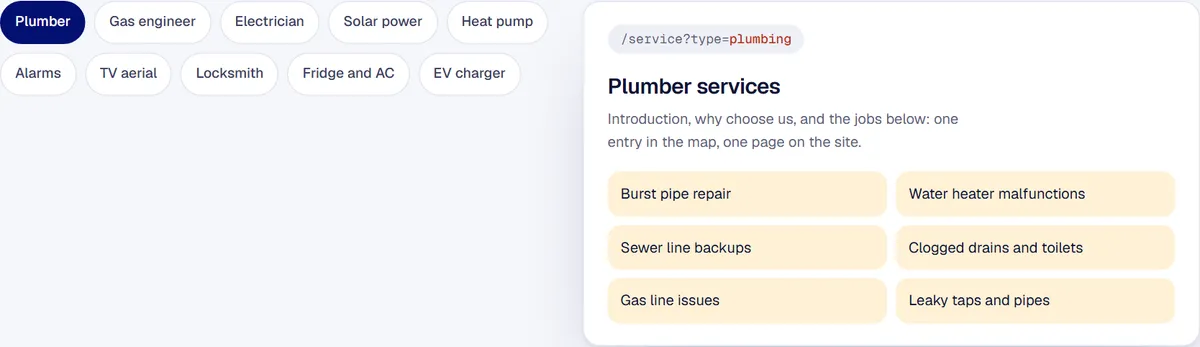 Plumber
Gas engineer
Electrician
Solar power
Heat pump
Alarms
TV aerial
Locksmith
Fridge and AC
EV charger
/service?type=plumbing
Plumber services
Introduction, why choose us, and the jobs below: one
entry in the map, one page on the site.
Burst pipe repair
Water heater malfunctions
Sewer line backups
Clogged drains and toilets
Gas line issues
Leaky taps and pipes